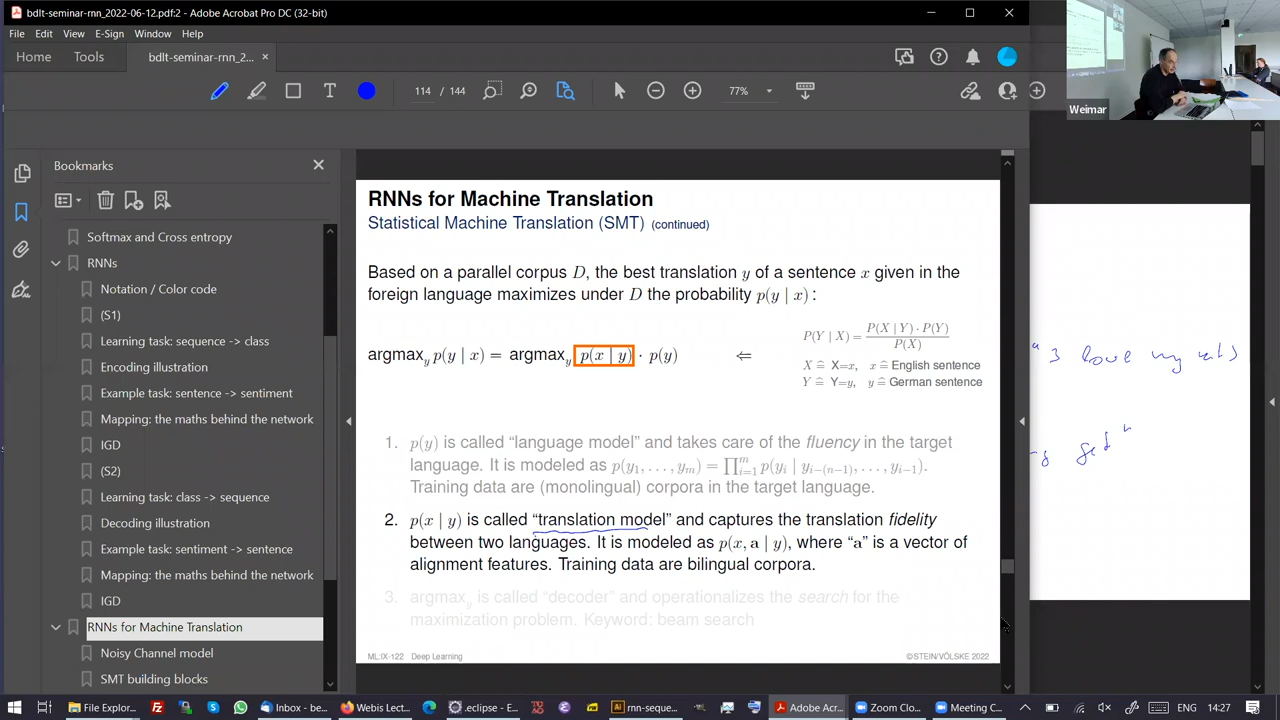 bdlt-seminar-rnn_2022-06-12.pdf:2 - Adobe Acrobat Pro DC (32-bit)
File Edit View E-Sign Window Help
Home Tools bdlt-seminar-rnn_2... ×
114 / 144 77%
Weimar
Bookmarks
Softmax and Cross entropy
RNNs
Notation / Color code
(S1)
Learning task: sequence -> class
Encoding illustration
Example task: sentence -> sentiment
Mapping: the maths behind the network
IGD
(S2)
Learning task: class -> sequence
Decoding illustration
Example task: sentiment -> sentence
Mapping: the maths behind the network
IGD
RNNs for Machine Translation
Noisy Channel model
SMT building blocks
RNNs for Machine Translation
Statistical Machine Translation (SMT) (continued)
Based on a parallel corpus D, the best translation y of a sentence x given in the
foreign language maximizes under D the probability p(y | x) :
argmax_y p(y | x) = argmax_y p(x | y) · p(y) ⇐
P(Y | X) = P(X | Y) · P(Y) / P(X)
X ≙ X=x, x ≙ English sentence
Y ≙ Y=y, y ≙ German sentence
1. p(y) is called “language model” and takes care of the fluency in the target
language. It is modeled as p(y₁, . . . , yₘ) = ∏ᵢ₌₁ᵐ p(yᵢ | yᵢ₋₍ₙ₋₁₎, . . . , yᵢ₋₁).
Training data are (monolingual) corpora in the target language.
2. p(x | y) is called “translation model” and captures the translation fidelity
between two languages. It is modeled as p(x, a | y), where “a” is a vector of
alignment features. Training data are bilingual corpora.
3. argmax_y is called “decoder” and operationalizes the search for the
maximization problem. Keyword: beam search
ML:IX-122 Deep Learning ©STEIN/VÖLSKE 2022
my
File Explor... Inbox - bo... Webis Lect... .eclipse - ... rnn-seque... Adobe Acr... Zoom Clo... Meeting C... ENG 14:27